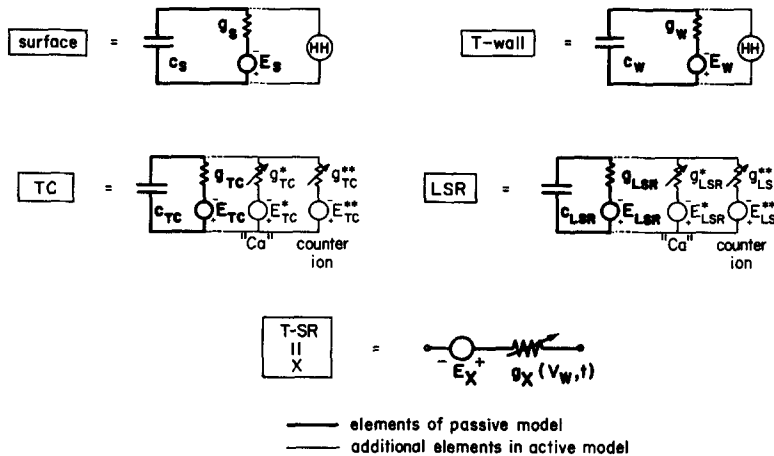 surface = c_S g_S E_S HH
T-wall = c_W g_W E_W HH
TC = c_TC g_TC E_TC g*_TC E*_TC g**_TC E**_TC
"Ca" counter ion
LSR = c_LSR g_LSR E_LSR g*_LSR E*_LSR g**_LS E**_LS
"Ca" counter ion
T-SR
=
X
= - E_X + g_X (V_W,t)
elements of passive model
additional elements in active model